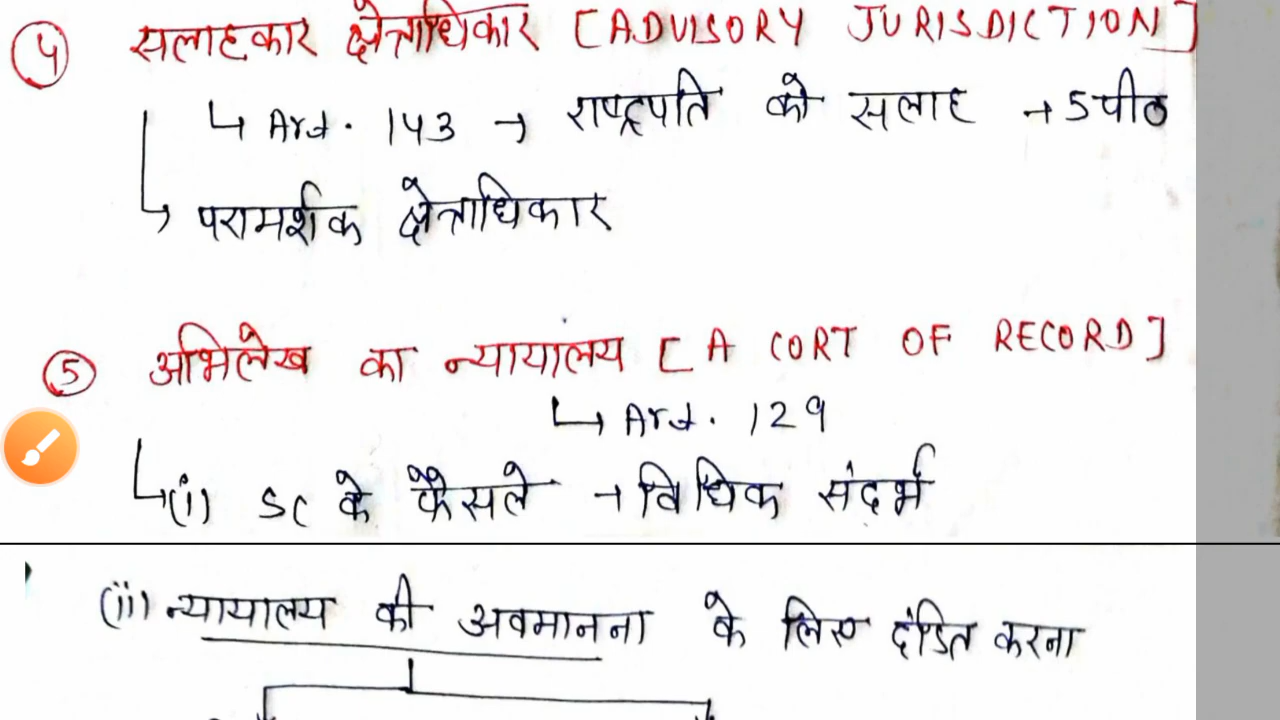 ④ सलाहकार क्षेत्राधिकार [ADVISORY JURISDICTION]
↳ Art. 143 → राष्ट्रपति को सलाह → 5 पीठ
↳ परामर्शक क्षेत्राधिकार
⑤ अभिलेख का न्यायालय [A CORT OF RECORD]
↳ Art. 129
↳ (i) SC के फैसले → विधिक संदर्भ
(ii) न्यायालय की अवमानना के लिए दंडित करना